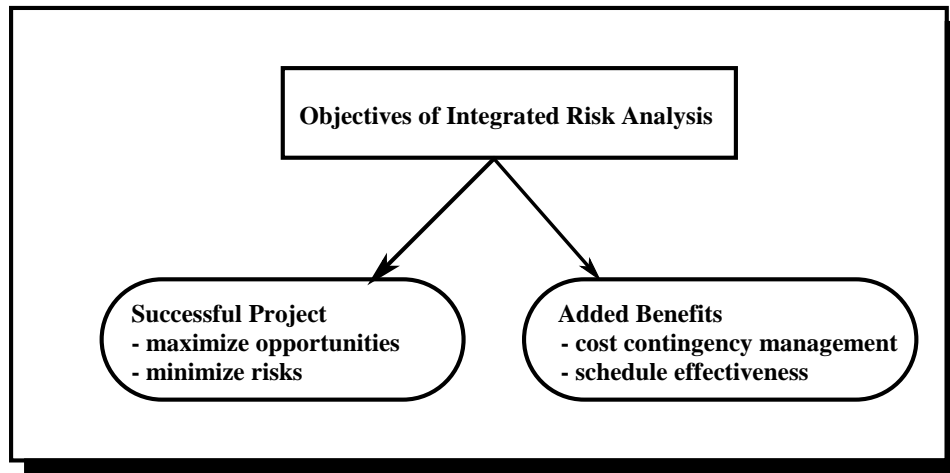 Objectives of Integrated Risk Analysis
Successful Project
- maximize opportunities
- minimize risks
Added Benefits
- cost contingency management
- schedule effectiveness